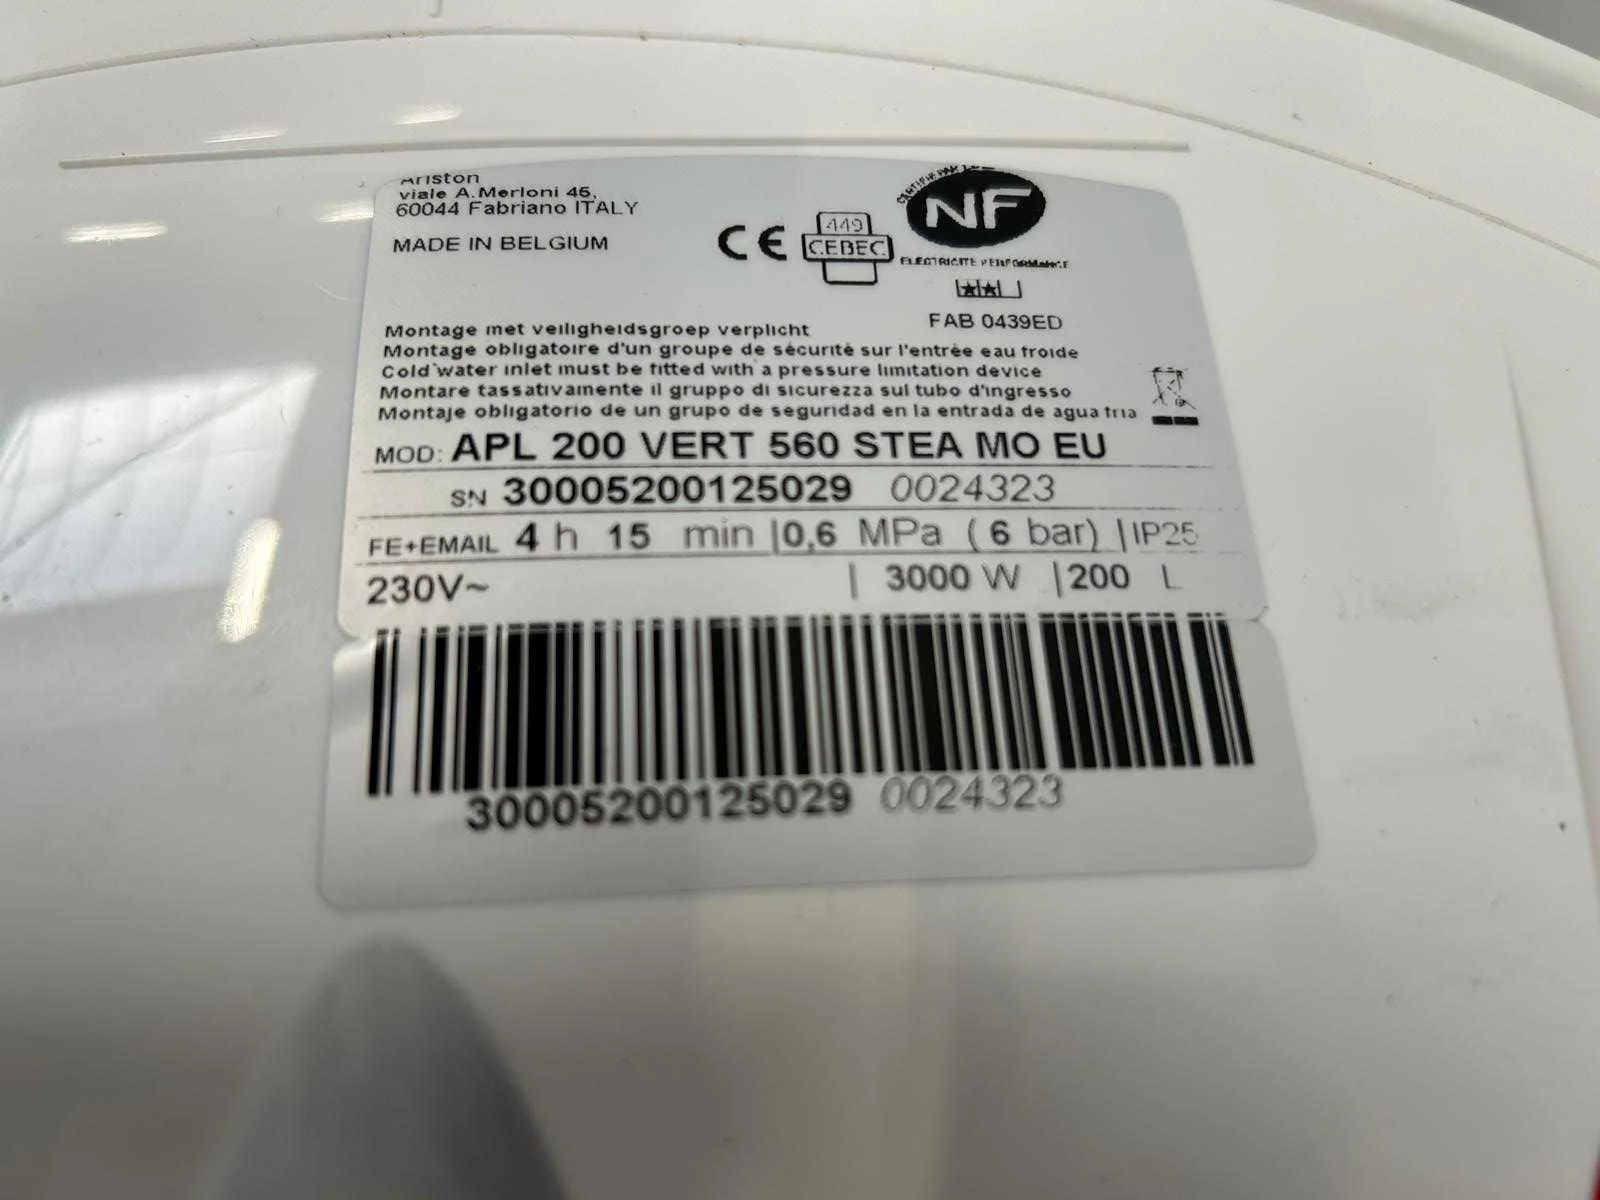 Ariston
viale A.Merloni 45,
60044 Fabriano ITALY
MADE IN BELGIUM
CE
449
CEBEC
NF
ELECTRICITE PERFORMANCE
FAB 0439ED
Montage met veiligheidsgroep verplicht
Montage obligatoire d'un groupe de sécurité sur l'entrée eau froide
Cold water inlet must be fitted with a pressure limitation device
Montare tassativamente il gruppo di sicurezza sul tubo d'ingresso
Montaje obligatorio de un grupo de seguridad en la entrada de agua fria
MOD: APL 200 VERT 560 STEA MO EU
SN 30005200125029 0024323
FE+EMAIL 4 h 15 min |0,6 MPa ( 6 bar) |IP25
230V~ | 3000 W |200 L
30005200125029 0024323